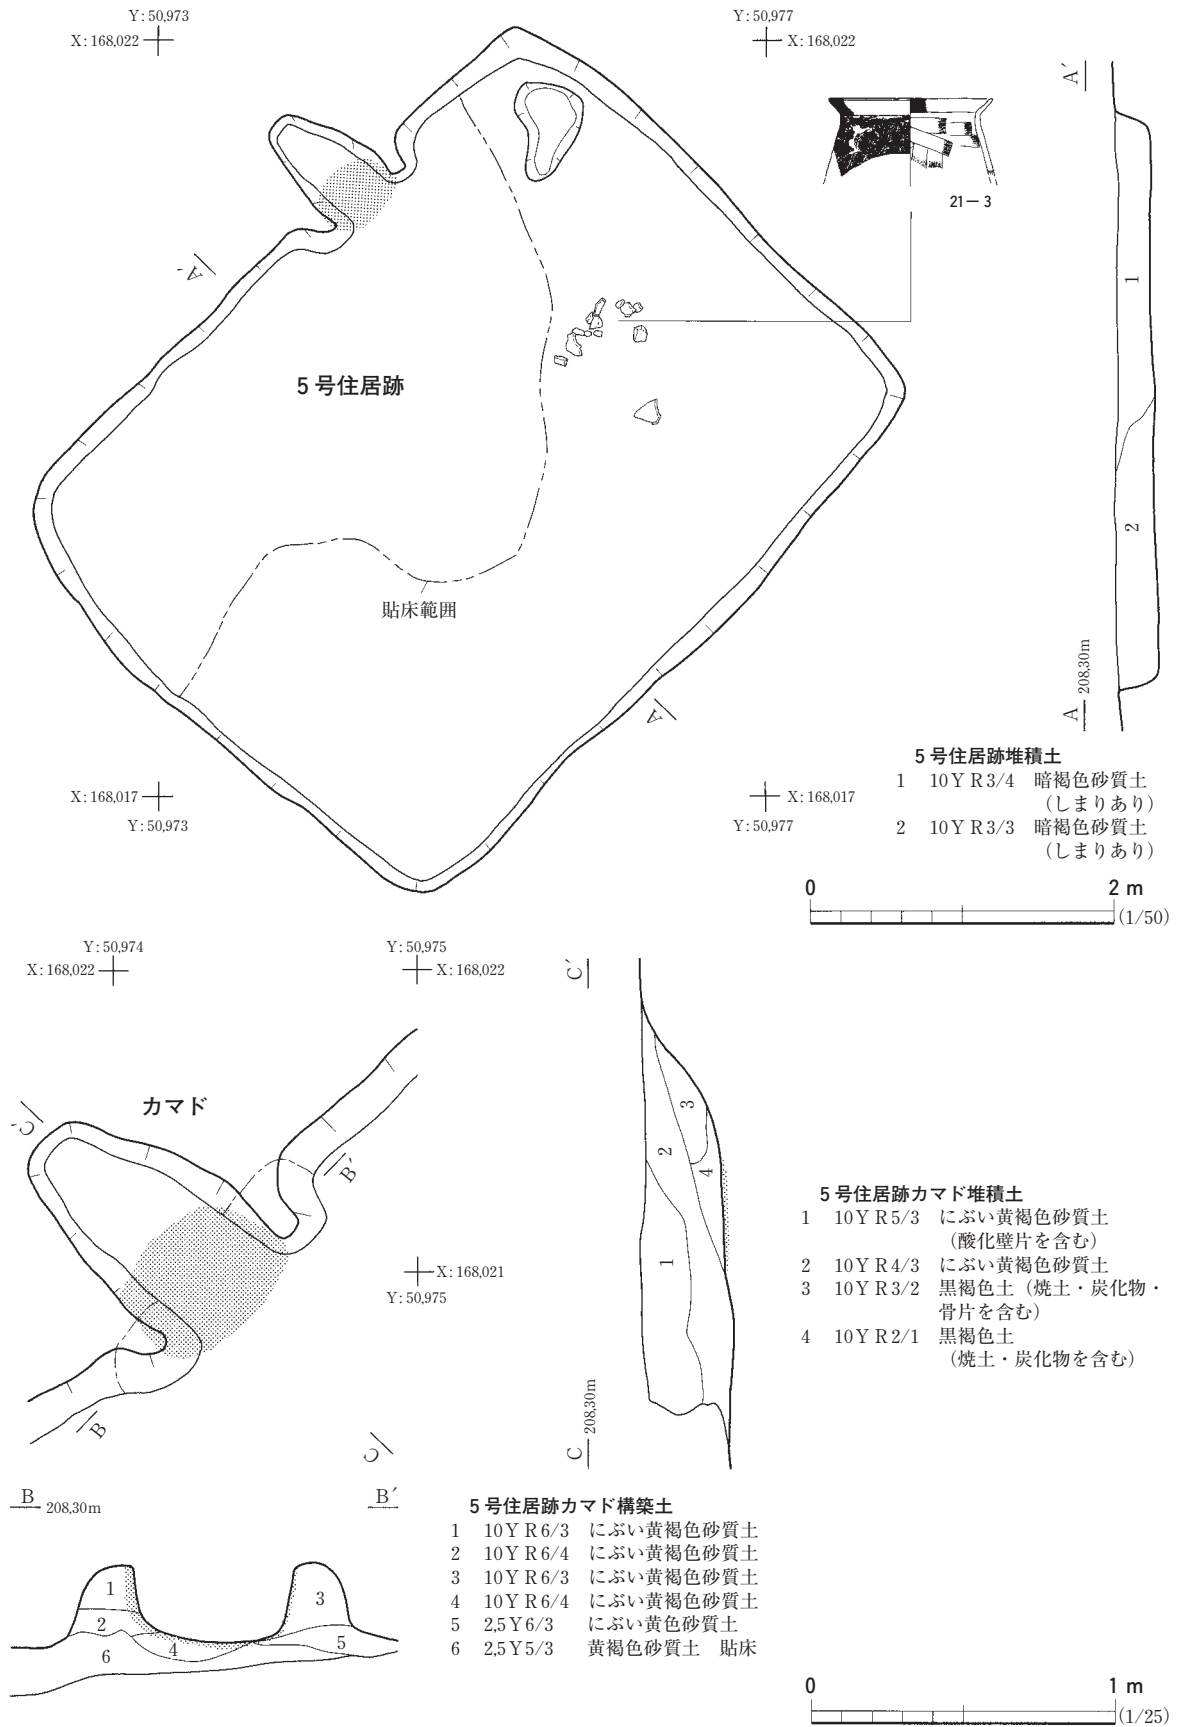 Y: 50,973
X: 168,022
Y: 50,977
X: 168,022
A′
21－3
A′
1
5号住居跡
2
貼床範囲
A
A 208,30m
X: 168,017
Y: 50,973
X: 168,017
Y: 50,977
5号住居跡堆積土
1 10ＹＲ3/4 暗褐色砂質土
（しまりあり）
2 10ＹＲ3/3 暗褐色砂質土
（しまりあり）
0 2 m
(1/50)
Y: 50,974
X: 168,022
Y: 50,975
X: 168,022
C′
カマド
C′
B′
3
2
4
1
X: 168,021
Y: 50,975
B
C
C 208,30m
5号住居跡カマド堆積土
1 10ＹＲ5/3 にぶい黄褐色砂質土
（酸化壁片を含む）
2 10ＹＲ4/3 にぶい黄褐色砂質土
3 10ＹＲ3/2 黒褐色土（焼土・炭化物・
骨片を含む）
4 10ＹＲ2/1 黒褐色土
（焼土・炭化物を含む）
B 208,30m
B′
1
2
3
4
5
6
5号住居跡カマド構築土
1 10ＹＲ6/3 にぶい黄褐色砂質土
2 10ＹＲ6/4 にぶい黄褐色砂質土
3 10ＹＲ6/3 にぶい黄褐色砂質土
4 10ＹＲ6/4 にぶい黄褐色砂質土
5 2,5Ｙ6/3 にぶい黄色砂質土
6 2,5Ｙ5/3 黄褐色砂質土 貼床
0 1 m
(1/25)